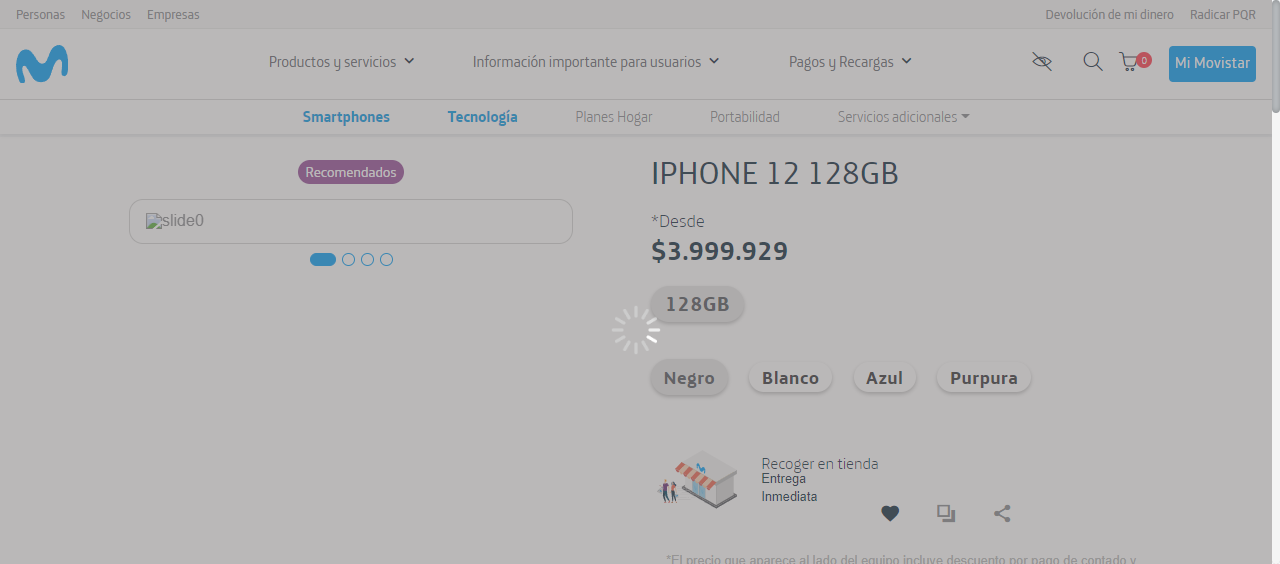 Personas Negocios Empresas Devolución de mi dinero Radicar PQR
Productos y servicios Información importante para usuarios Pagos y Recargas 0 Mi Movistar
Smartphones Tecnología Planes Hogar Portabilidad Servicios adicionales
Recomendados
slide0
IPHONE 12 128GB
*Desde
$3.999.929
128GB
Negro Blanco Azul Purpura
Recoger en tienda
Entrega
Inmediata
*El precio que aparece al lado del equipo incluye descuento por pago de contado y